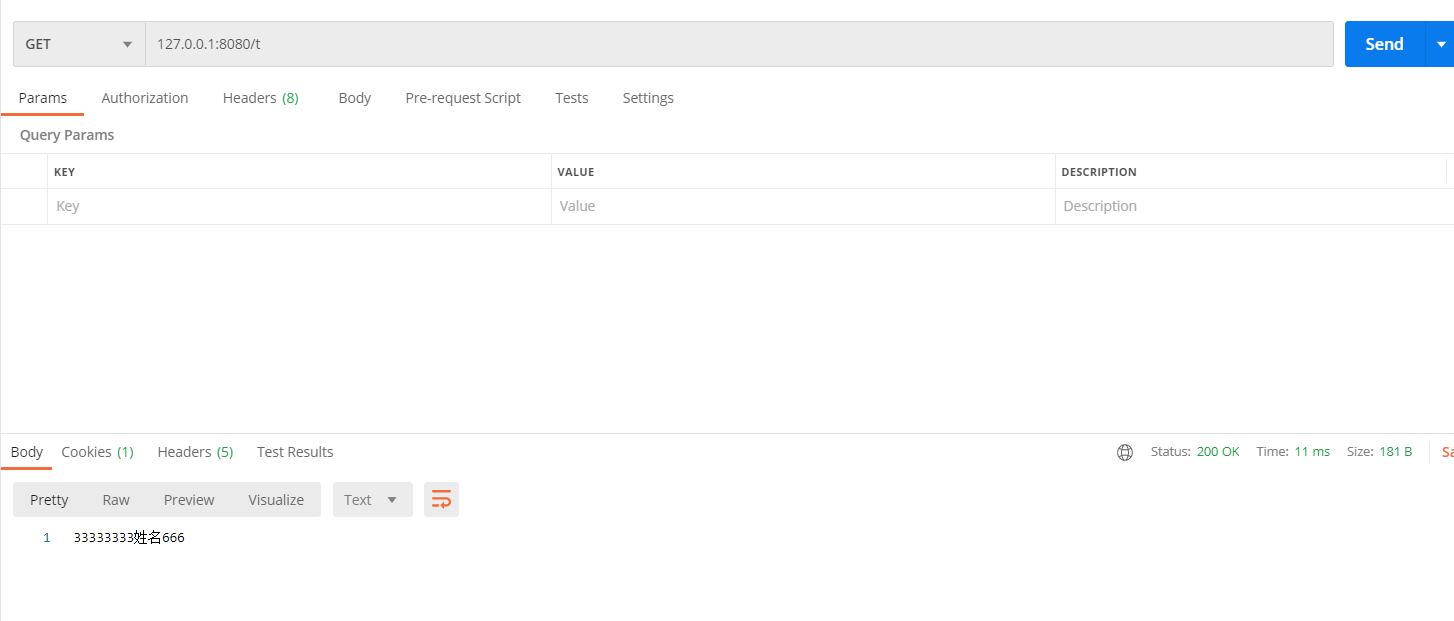 GET 127.0.0.1:8080/t Send
Params Authorization Headers (8) Body Pre-request Script Tests Settings
Query Params
KEY VALUE DESCRIPTION
Key Value Description
Body Cookies (1) Headers (5) Test Results Status: 200 OK Time: 11 ms Size: 181 B Sa
Pretty Raw Preview Visualize Text
1 33333333姓名666